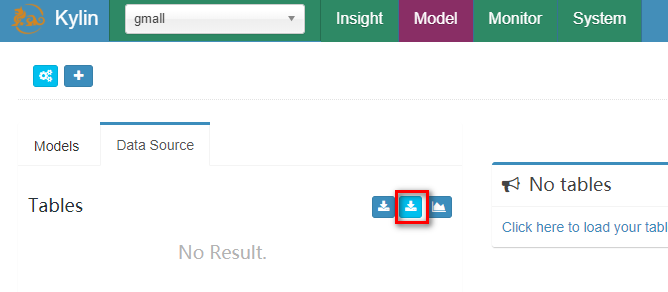 Kylin
gmall
Insight
Model
Monitor
System
Models
Data Source
Tables
No Result.
No tables
Click here to load your tabl